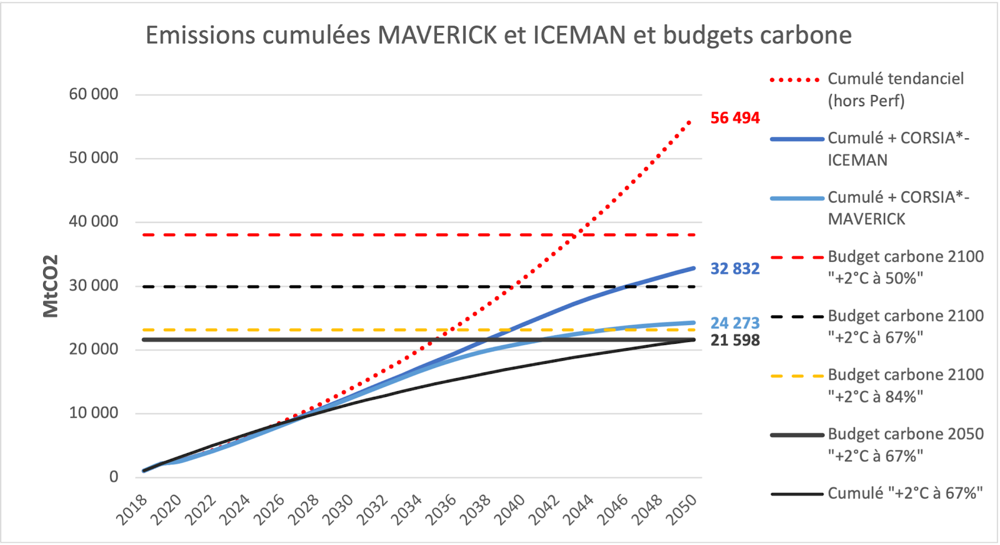 Emissions cumulées MAVERICK et ICEMAN et budgets carbone
MtCO2
60 000
50 000
40 000
30 000
20 000
10 000
0
2018
2020
2022
2024
2026
2028
2030
2032
2034
2036
2038
2040
2042
2044
2046
2048
2050
56 494
32 832
24 273
21 598
Cumulé tendanciel
(hors Perf)
Cumulé + CORSIA*-
ICEMAN
Cumulé + CORSIA*-
MAVERICK
Budget carbone 2100
"+2°C à 50%"
Budget carbone 2100
"+2°C à 67%"
Budget carbone 2100
"+2°C à 84%"
Budget carbone 2050
"+2°C à 67%"
Cumulé "+2°C à 67%"